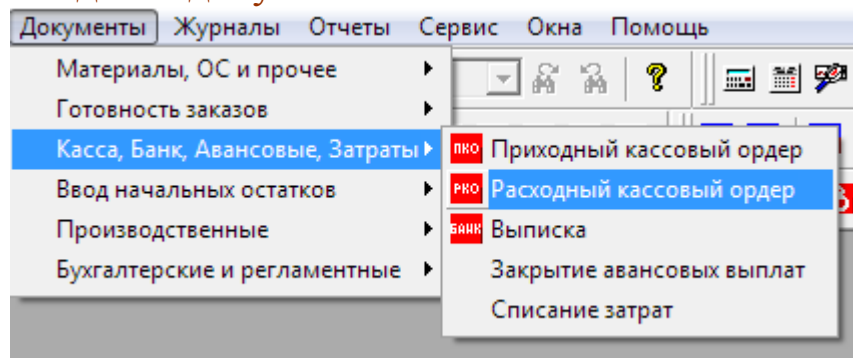 Документы Журналы Отчеты Сервис Окна Помощь
Материалы, ОС и прочее
Готовность заказов
Касса, Банк, Авансовые, Затраты
Ввод начальных остатков
Производственные
Бухгалтерские и регламентные
ПКО Приходный кассовый ордер
РКО Расходный кассовый ордер
БАНК Выписка
Закрытие авансовых выплат
Списание затрат